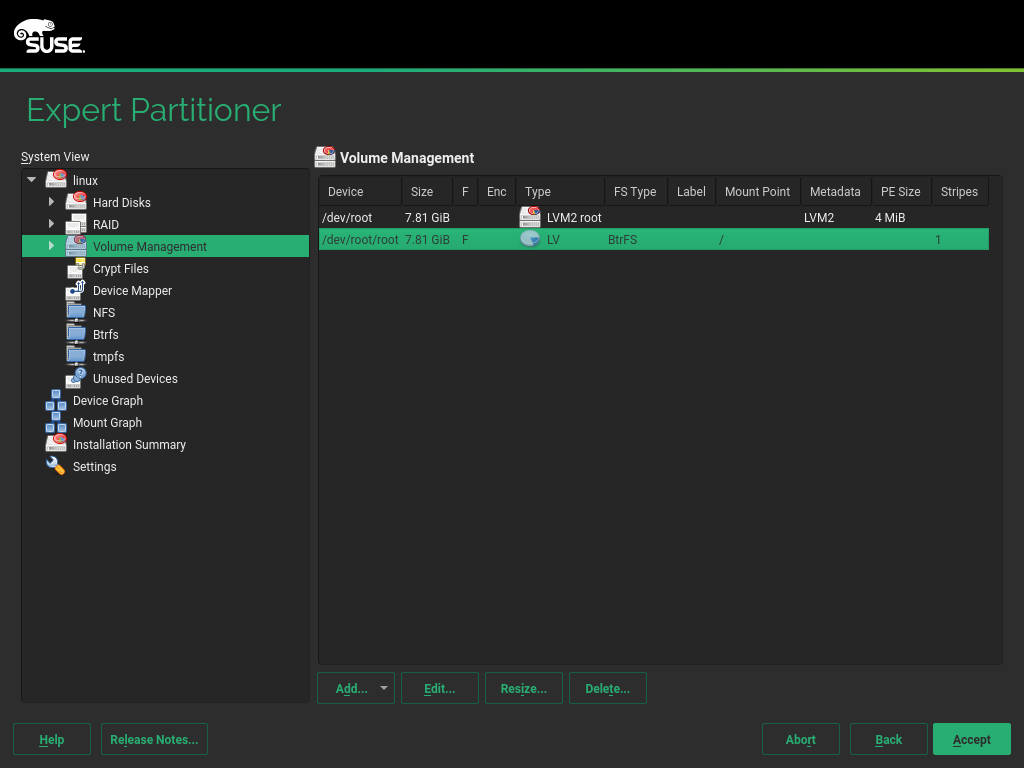 SUSE.
Expert Partitioner
System View
linux
Hard Disks
RAID
Volume Management
Crypt Files
Device Mapper
NFS
Btrfs
tmpfs
Unused Devices
Device Graph
Mount Graph
Installation Summary
Settings
Volume Management
Device Size F Enc Type FS Type Label Mount Point Metadata PE Size Stripes
/dev/root 7.81 GiB LVM2 root LVM2 4 MiB
/dev/root/root 7.81 GiB F LV BtrFS / 1
Add... Edit... Resize... Delete...
Help Release Notes... Abort Back Accept